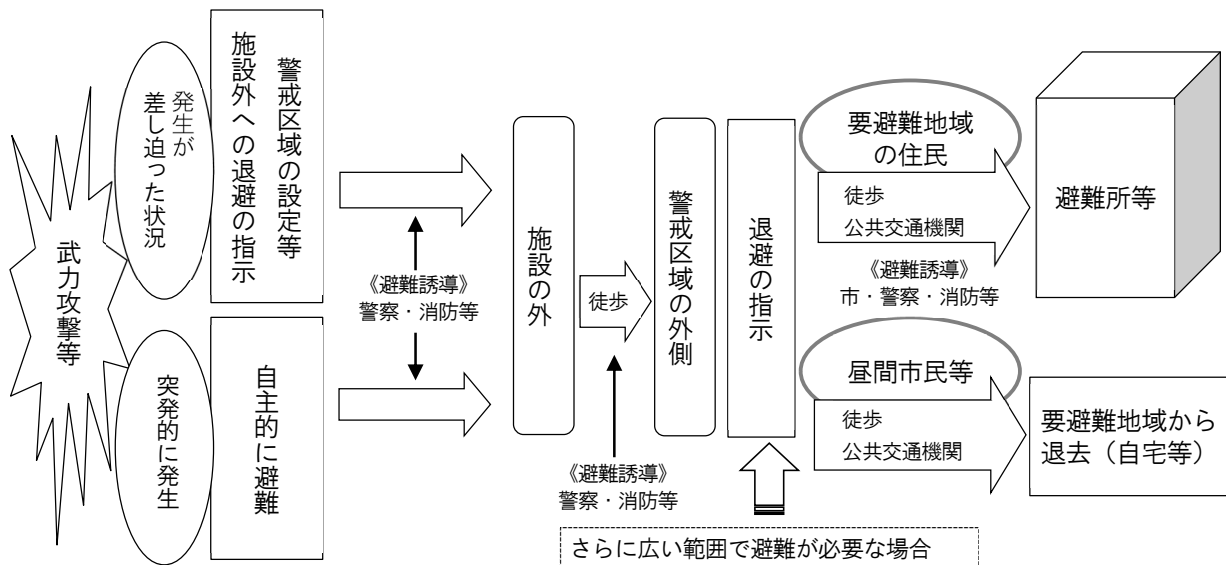 武力攻撃等
発生が
差し迫った状況
警戒区域の設定等
施設外への退避の指示
突発的に発生
自主的に避難
《避難誘導》
警察・消防等
施設の外
徒歩
《避難誘導》
警察・消防等
警戒区域の外側
退避の指示
さらに広い範囲で避難が必要な場合
要避難地域
の住民
徒歩
公共交通機関
《避難誘導》
市・警察・消防等
避難所等
昼間市民等
徒歩
公共交通機関
要避難地域から
退去（自宅等）